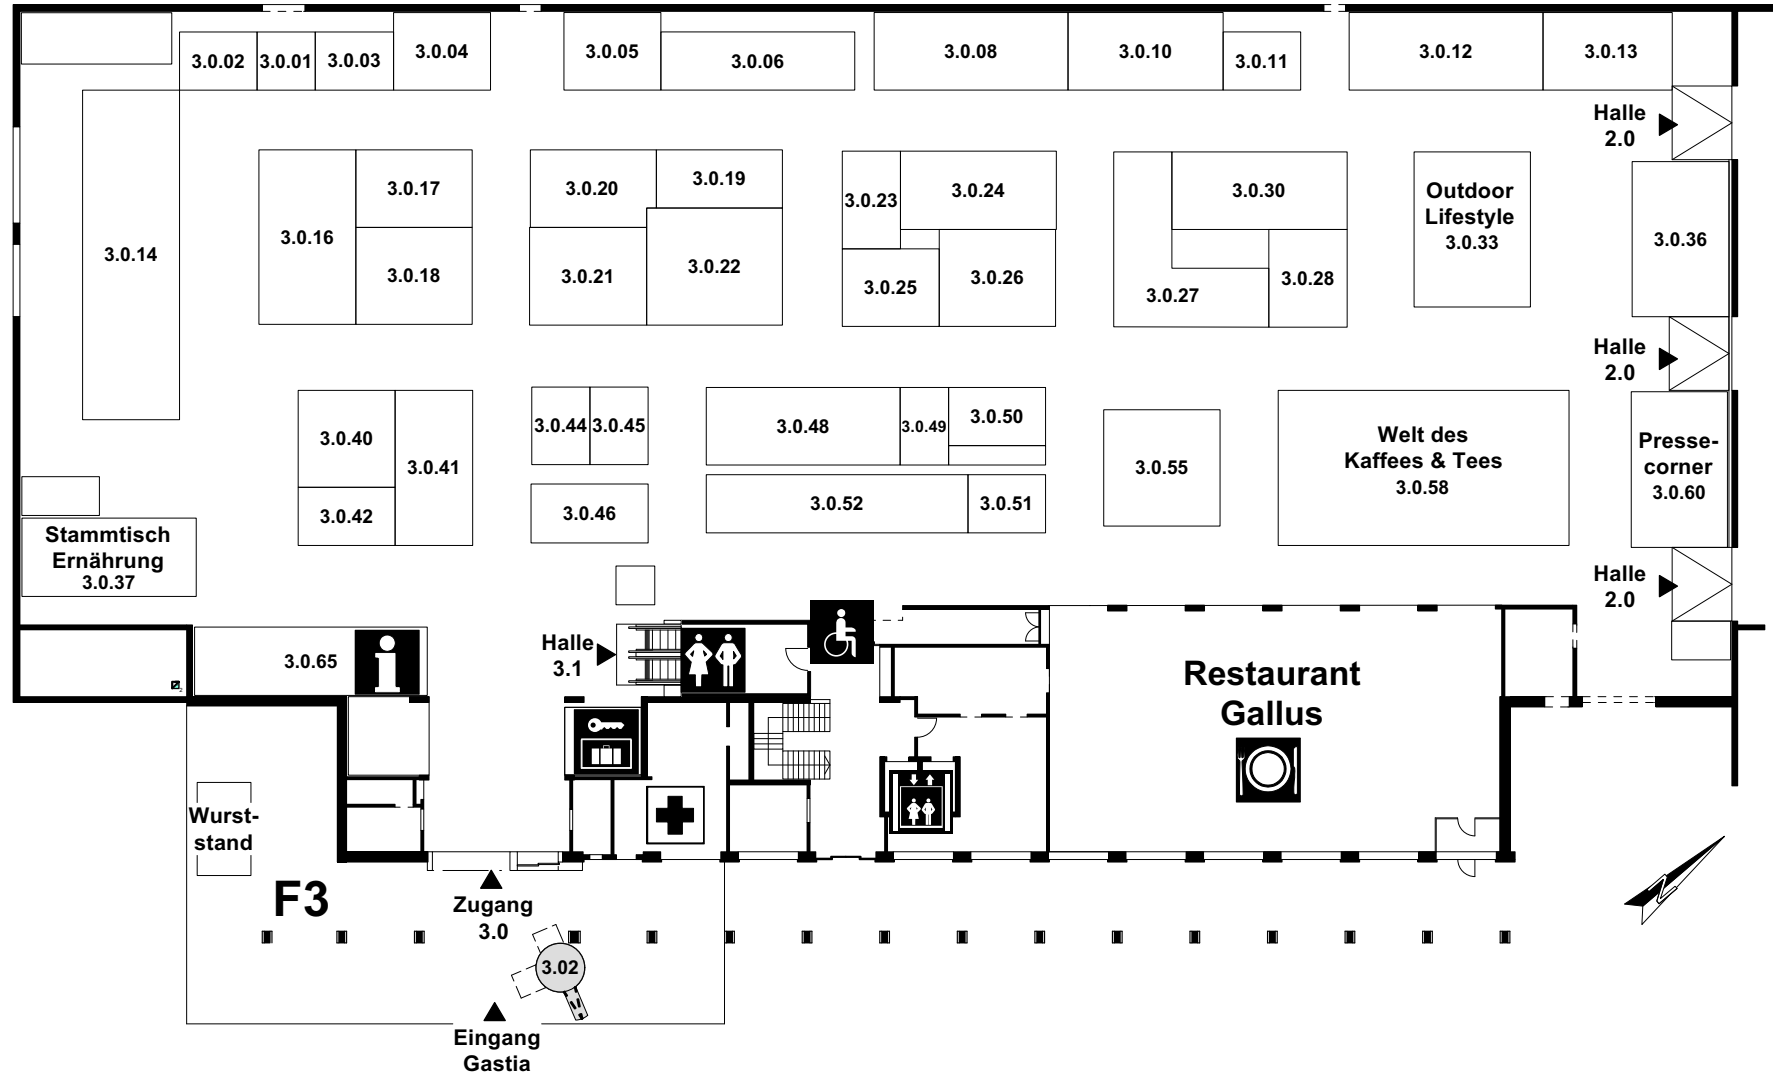 3.0.02
3.0.01
3.0.03
3.0.04
3.0.05
3.0.06
3.0.08
3.0.10
3.0.11
3.0.12
3.0.13
Halle
2.0
3.0.14
3.0.16
3.0.17
3.0.18
3.0.20
3.0.19
3.0.21
3.0.22
3.0.23
3.0.24
3.0.25
3.0.26
3.0.30
3.0.27
3.0.28
Outdoor
Lifestyle
3.0.33
3.0.36
Halle
2.0
3.0.40
3.0.41
3.0.42
3.0.44
3.0.45
3.0.46
3.0.48
3.0.49
3.0.50
3.0.52
3.0.51
3.0.55
Welt des
Kaffees & Tees
3.0.58
Presse-
corner
3.0.60
Stammtisch
Ernährung
3.0.37
Halle
2.0
3.0.65
Halle
3.1
Restaurant
Gallus
Wurst-
stand
F3
Zugang
3.0
3.02
Eingang
Gastia
N